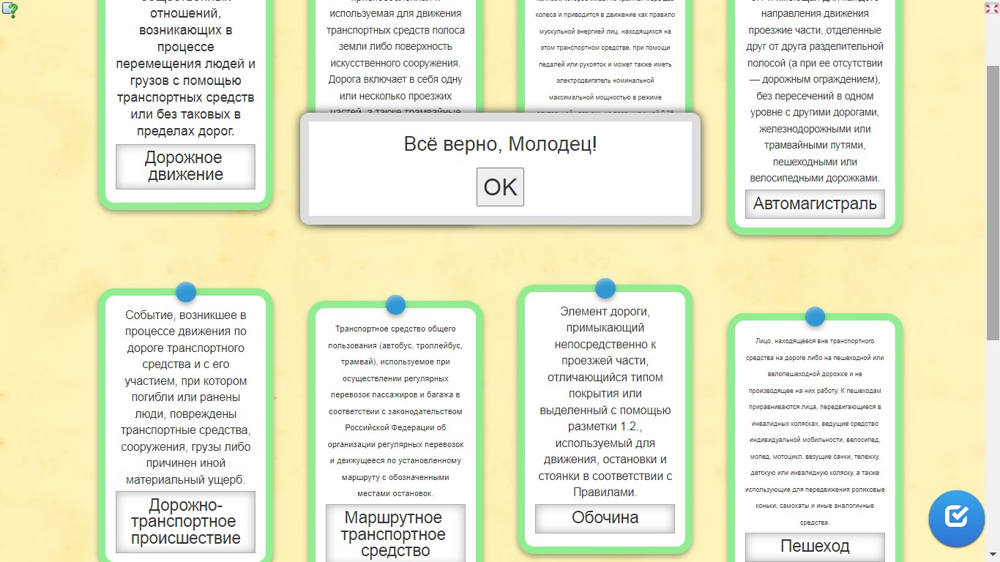 отношений,
возникающих в
процессе
перемещения людей и
грузов с помощью
транспортных средств
или без таковых в
пределах дорог.
Дорожное
движение
используемая для движения
транспортных средств полоса
земли либо поверхность
искусственного сооружения.
Дорога включает в себя одну
или несколько проезжих
частей, а также трамвайные
колеса и приводится в движение как правило
мускульной энергией лиц, находящихся на
этом транспортном средстве, при помощи
педалей или рукояток и может также иметь
электродвигатель номинальной
максимальной мощностью в режиме
направления движения
проезжие части, отделенные
друг от друга разделительной
полосой (а при ее отсутствии
— дорожным ограждением),
без пересечений в одном
уровне с другими дорогами,
железнодорожными или
трамвайными путями,
пешеходными или
велосипедными дорожками.
Автомагистраль
Всё верно, Молодец!
OK
Событие, возникшее в
процессе движения по
дороге транспортного
средства и с его
участием, при котором
погибли или ранены
люди, повреждены
транспортные средства,
сооружения, грузы либо
причинен иной
материальный ущерб.
Дорожно-
транспортное
происшествие
Транспортное средство общего
пользования (автобус, троллейбус,
трамвай), используемое при
осуществлении регулярных
перевозок пассажиров и багажа в
соответствии с законодательством
Российской Федерации об
организации регулярных перевозок
и движущееся по установленному
маршруту с обозначенными
местами остановок.
Маршрутное
транспортное
средство
Элемент дороги,
примыкающий
непосредственно к
проезжей части,
отличающийся типом
покрытия или
выделенный с помощью
разметки 1.2.,
используемый для
движения, остановки и
стоянки в соответствии с
Правилами.
Обочина
Лицо, находящееся вне транспортного
средства на дороге либо на пешеходной или
велопешеходной дорожке и не
производящее на них работу. К пешеходам
приравниваются лица, передвигающиеся в
инвалидных колясках, ведущие средство
индивидуальной мобильности, велосипед,
мопед, мотоцикл, везущие санки, тележку,
детскую или инвалидную коляску, а также
использующие для передвижения роликовые
коньки, самокаты и иные аналогичные
средства.
Пешеход